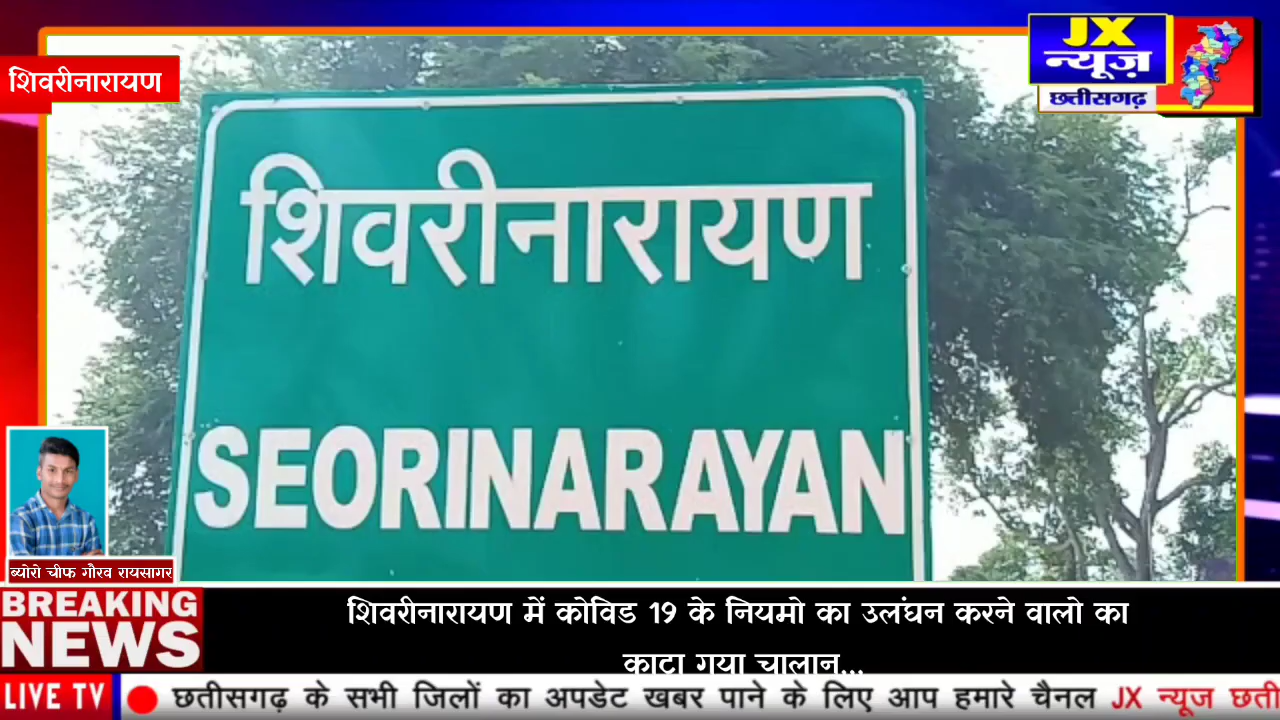 JX
न्यूज़
छत्तीसगढ़
शिवरीनारायण
शिवरीनारायण
SEORINARAYAN
ब्योरो चीफ गौरव रायसागर
BREAKING
NEWS
शिवरीनारायण में कोविड 19 के नियमो का उलंघन करने वालो का
काटा गया चालान...
LIVE TV
छतीसगढ़ के सभी जिलों का अपडेट खबर पाने के लिए आप हमारे चैनल JX न्यूज छती